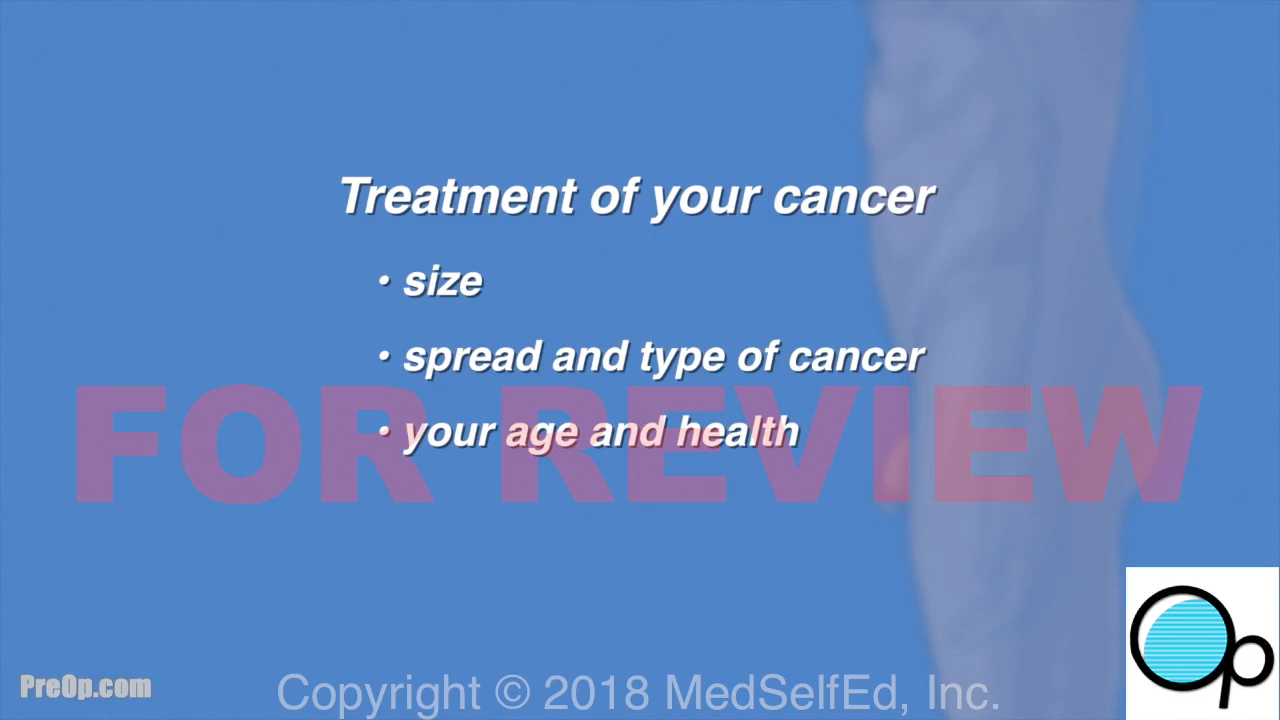 Treatment of your cancer
• size
• spread and type of cancer
• your age and health
FOR REVIEW
PreOp.com
Copyright © 2018 MedSelfEd, Inc.
Op